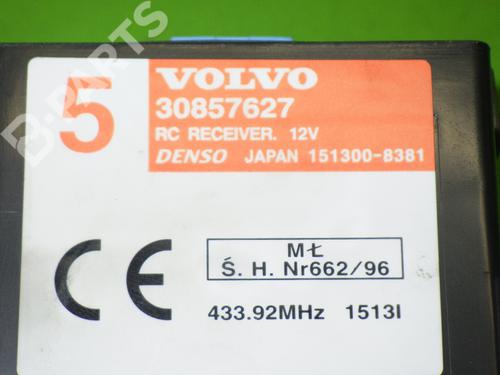 5
VOLVO
30857627
RC RECEIVER. 12V
DENSO JAPAN 151300-8381
CE
MŁ
Ś. H. Nr662/96
433.92MHz 1513I
B-PARTS